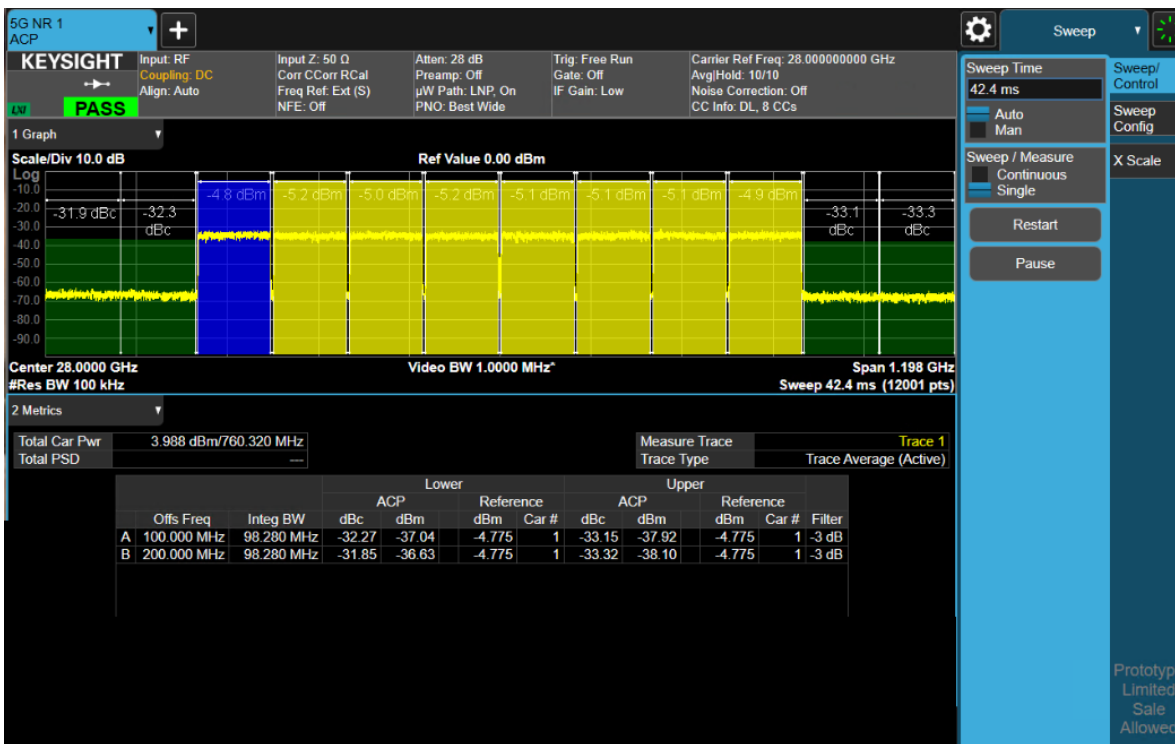 5G NR 1
ACP
Sweep
KEYSIGHT
Input: RF
Coupling: DC
Align: Auto
LXI
PASS
Input Z: 50 Ω
Corr CCorr RCal
Freq Ref: Ext (S)
NFE: Off
Atten: 28 dB
Preamp: Off
µW Path: LNP, On
PNO: Best Wide
Trig: Free Run
Gate: Off
IF Gain: Low
Carrier Ref Freq: 28.000000000 GHz
Avg|Hold: 10/10
Noise Correction: Off
CC Info: DL, 8 CCs
1 Graph
Scale/Div 10.0 dB
Ref Value 0.00 dBm
Log
-10.0
-20.0
-30.0
-40.0
-50.0
-60.0
-70.0
-80.0
-90.0
-31.9 dBc
-32.3
dBc
-4.8 dBm
-5.2 dBm
-5.0 dBm
-5.2 dBm
-5.1 dBm
-5.1 dBm
-5.1 dBm
-4.9 dBm
-33.1
dBc
-33.3
dBc
Center 28.0000 GHz
Video BW 1.0000 MHz*
Span 1.198 GHz
#Res BW 100 kHz
Sweep 42.4 ms (12001 pts)
2 Metrics
Total Car Pwr 3.988 dBm/760.320 MHz
Total PSD ---
Measure Trace Trace 1
Trace Type Trace Average (Active)
Lower Upper
ACP Reference ACP Reference
Offs Freq Integ BW dBc dBm dBm Car # dBc dBm dBm Car # Filter
A 100.000 MHz 98.280 MHz -32.27 -37.04 -4.775 1 -33.15 -37.92 -4.775 1 -3 dB
B 200.000 MHz 98.280 MHz -31.85 -36.63 -4.775 1 -33.32 -38.10 -4.775 1 -3 dB
Sweep Time
42.4 ms
Auto
Man
Sweep / Measure
Continuous
Single
Restart
Pause
Sweep/
Control
Sweep
Config
X Scale
Prototyp
Limited
Sale
Allowed